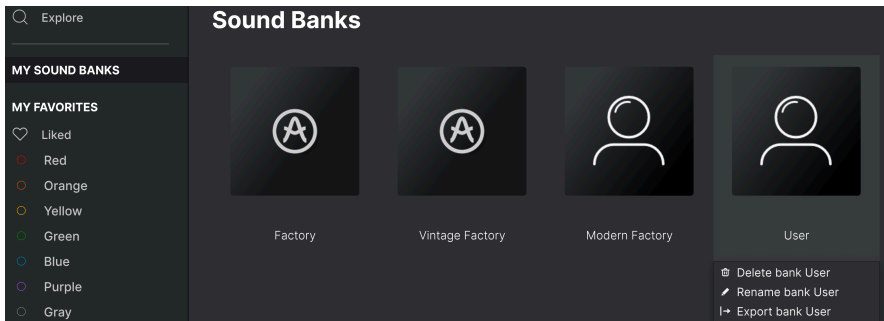 Explore
Sound Banks
MY SOUND BANKS
MY FAVORITES
Liked
Red
Orange
Yellow
Green
Blue
Purple
Gray
Factory
Vintage Factory
Modern Factory
User
Delete bank User
Rename bank User
Export bank User